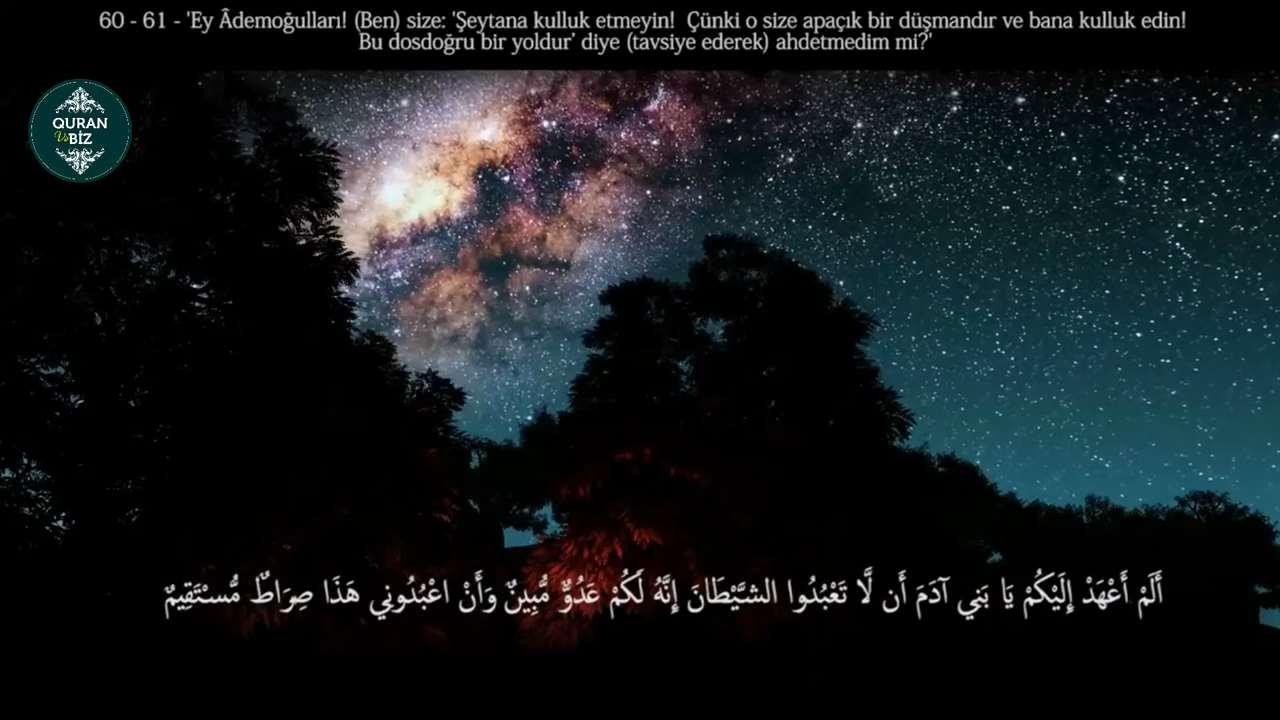 60 - 61 - 'Ey Âdemoğulları! (Ben) size: 'Şeytana kulluk etmeyin!  Çünki o size apaçık bir düşmandır ve bana kulluk edin!
Bu dosdoğru bir yoldur' diye (tavsiye ederek) ahdetmedim mi?'
QURAN
Ve BİZ
أَلَمْ أَعْهَدْ إِلَيْكُمْ يَا بَنِي آدَمَ أَن لَّا تَعْبُدُوا الشَّيْطَانَ إِنَّهُ لَكُمْ عَدُوٌّ مُّبِينٌ وَأَنْ اعْبُدُونِي هَذَا صِرَاطٌ مُّسْتَقِيمٌ